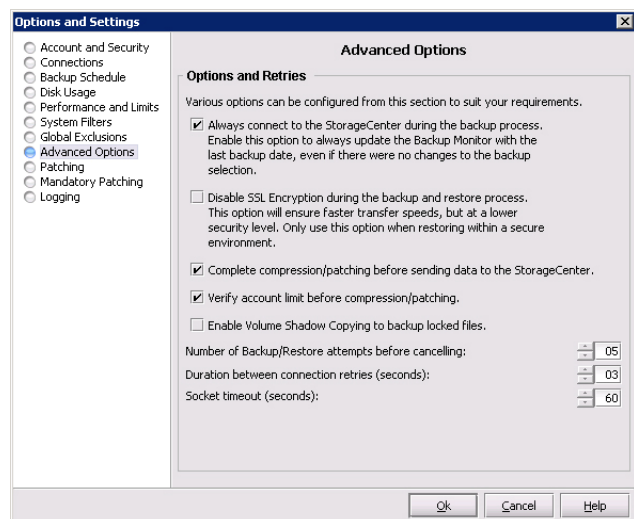 Options and Settings
Account and Security
Connections
Backup Schedule
Disk Usage
Performance and Limits
System Filters
Global Exclusions
Advanced Options
Patching
Mandatory Patching
Logging
Advanced Options
Options and Retries
Various options can be configured from this section to suit your requirements.
Always connect to the StorageCenter during the backup process.
Enable this option to always update the Backup Monitor with the
last backup date, even if there were no changes to the backup
selection.
Disable SSL Encryption during the backup and restore process.
This option will ensure faster transfer speeds, but at a lower
security level. Only use this option when restoring within a secure
environment.
Complete compression/patching before sending data to the StorageCenter.
Verify account limit before compression/patching.
Enable Volume Shadow Copying to backup locked files.
Number of Backup/Restore attempts before cancelling: 05
Duration between connection retries (seconds): 03
Socket timeout (seconds): 60
Ok Cancel Help